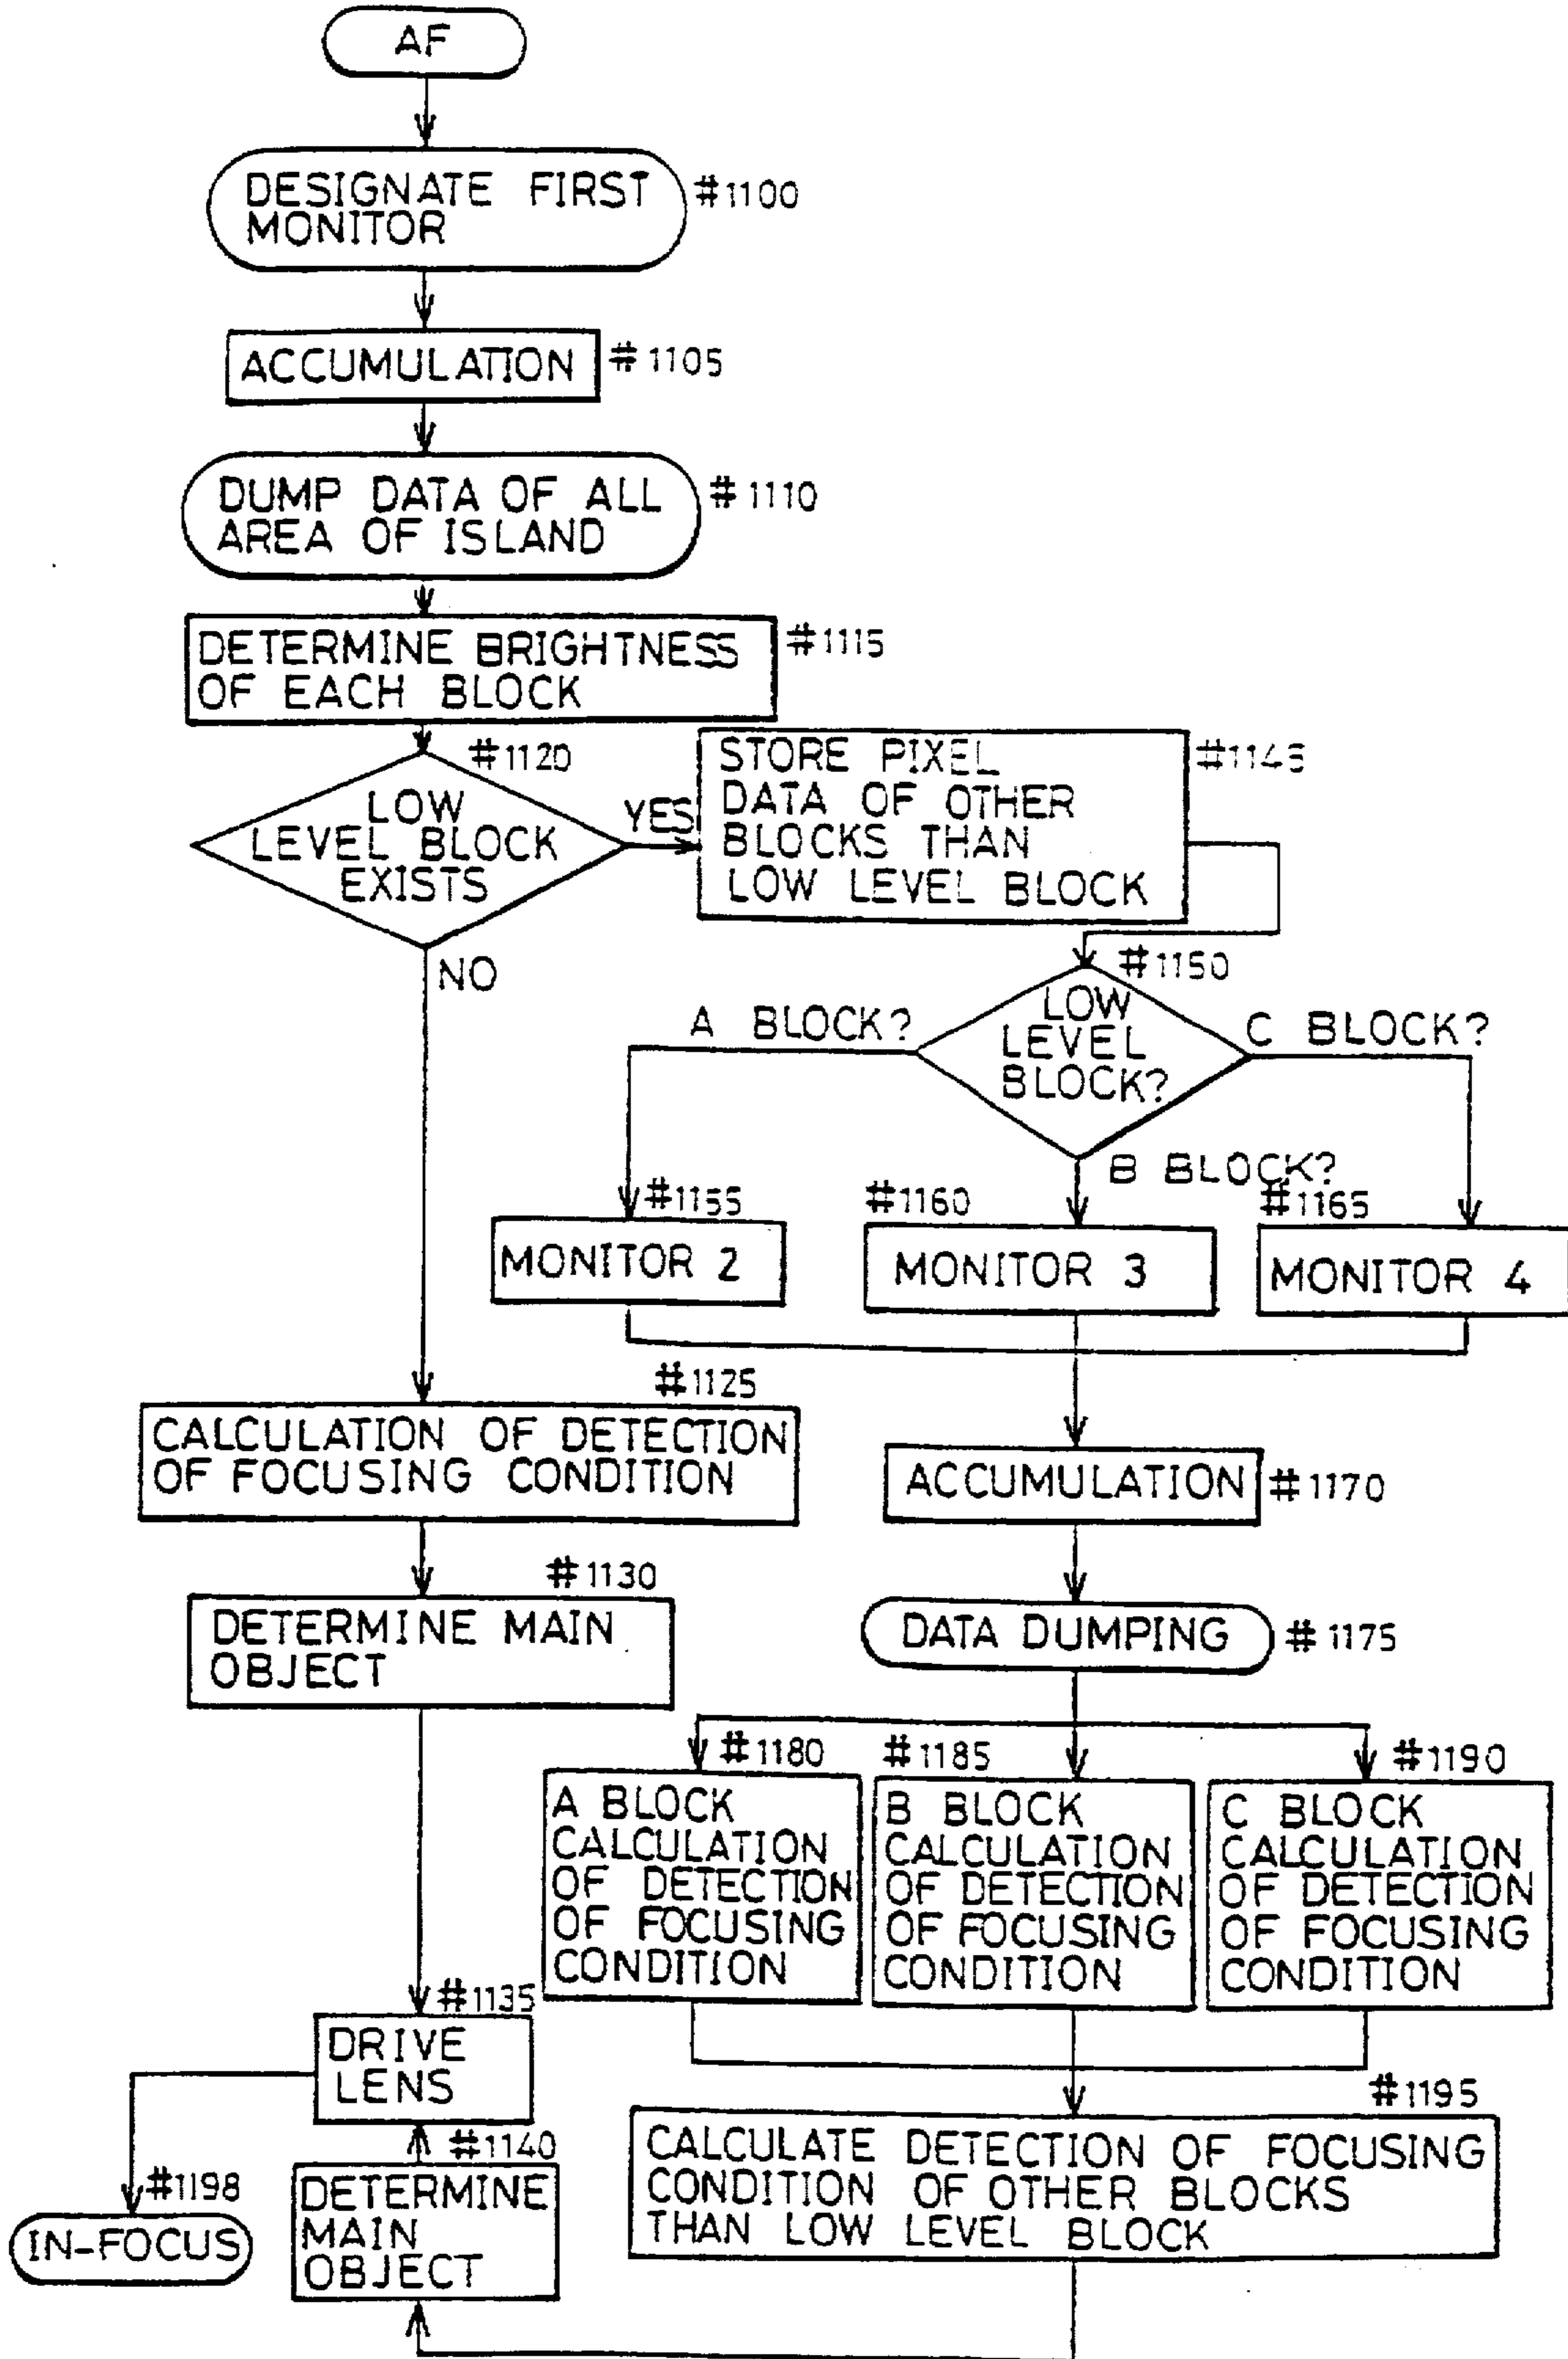 AF
DESIGNATE FIRST
MONITOR
#1100
ACCUMULATION
#1105
DUMP DATA OF ALL
AREA OF ISLAND
#1110
DETERMINE BRIGHTNESS
OF EACH BLOCK
#1115
#1120
LOW
LEVEL BLOCK
EXISTS
YES
NO
STORE PIXEL
DATA OF OTHER
BLOCKS THAN
LOW LEVEL BLOCK
#1145
#1150
LOW
LEVEL
BLOCK?
A BLOCK?
C BLOCK?
B BLOCK?
#1155
MONITOR 2
#1160
MONITOR 3
#1165
MONITOR 4
#1125
CALCULATION OF DETECTION
OF FOCUSING CONDITION
ACCUMULATION
#1170
#1130
DETERMINE MAIN
OBJECT
DATA DUMPING
#1175
#1180
A BLOCK
CALCULATION
OF DETECTION
OF FOCUSING
CONDITION
#1185
B BLOCK
CALCULATION
OF DETECTION
OF FOCUSING
CONDITION
#1190
C BLOCK
CALCULATION
OF DETECTION
OF FOCUSING
CONDITION
#1135
DRIVE
LENS
#1195
CALCULATE DETECTION OF FOCUSING
CONDITION OF OTHER BLOCKS
THAN LOW LEVEL BLOCK
#1140
DETERMINE
MAIN
OBJECT
#1198
IN-FOCUS